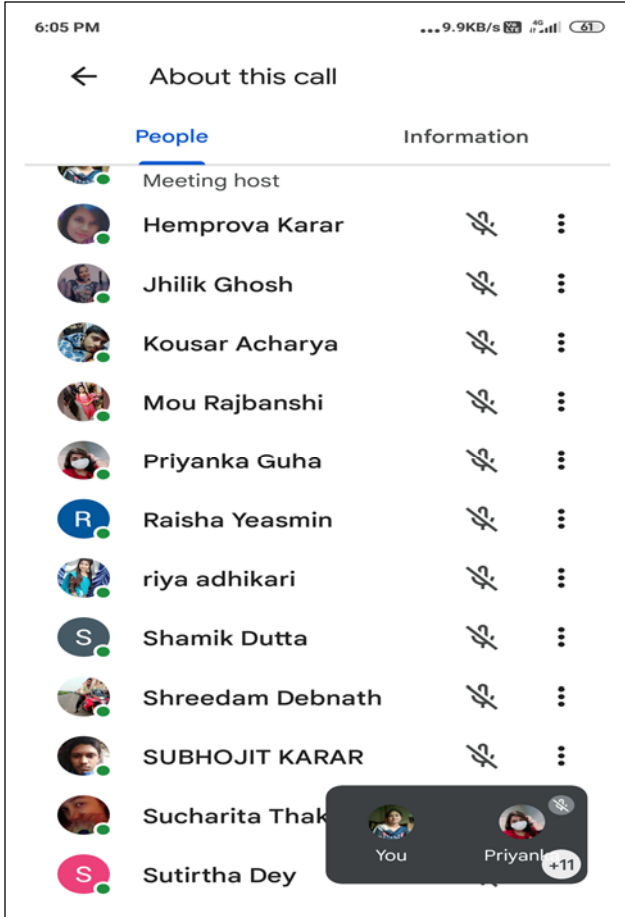 6:05 PM ...9.9KB/s 4G 61
About this call
People Information
Meeting host
Hemprova Karar
Jhilik Ghosh
Kousar Acharya
Mou Rajbanshi
Priyanka Guha
R Raisha Yeasmin
riya adhikari
S Shamik Dutta
Shreedam Debnath
SUBHOJIT KARAR
Sucharita Thak
You Priyanka
+11
S Sutirtha Dey